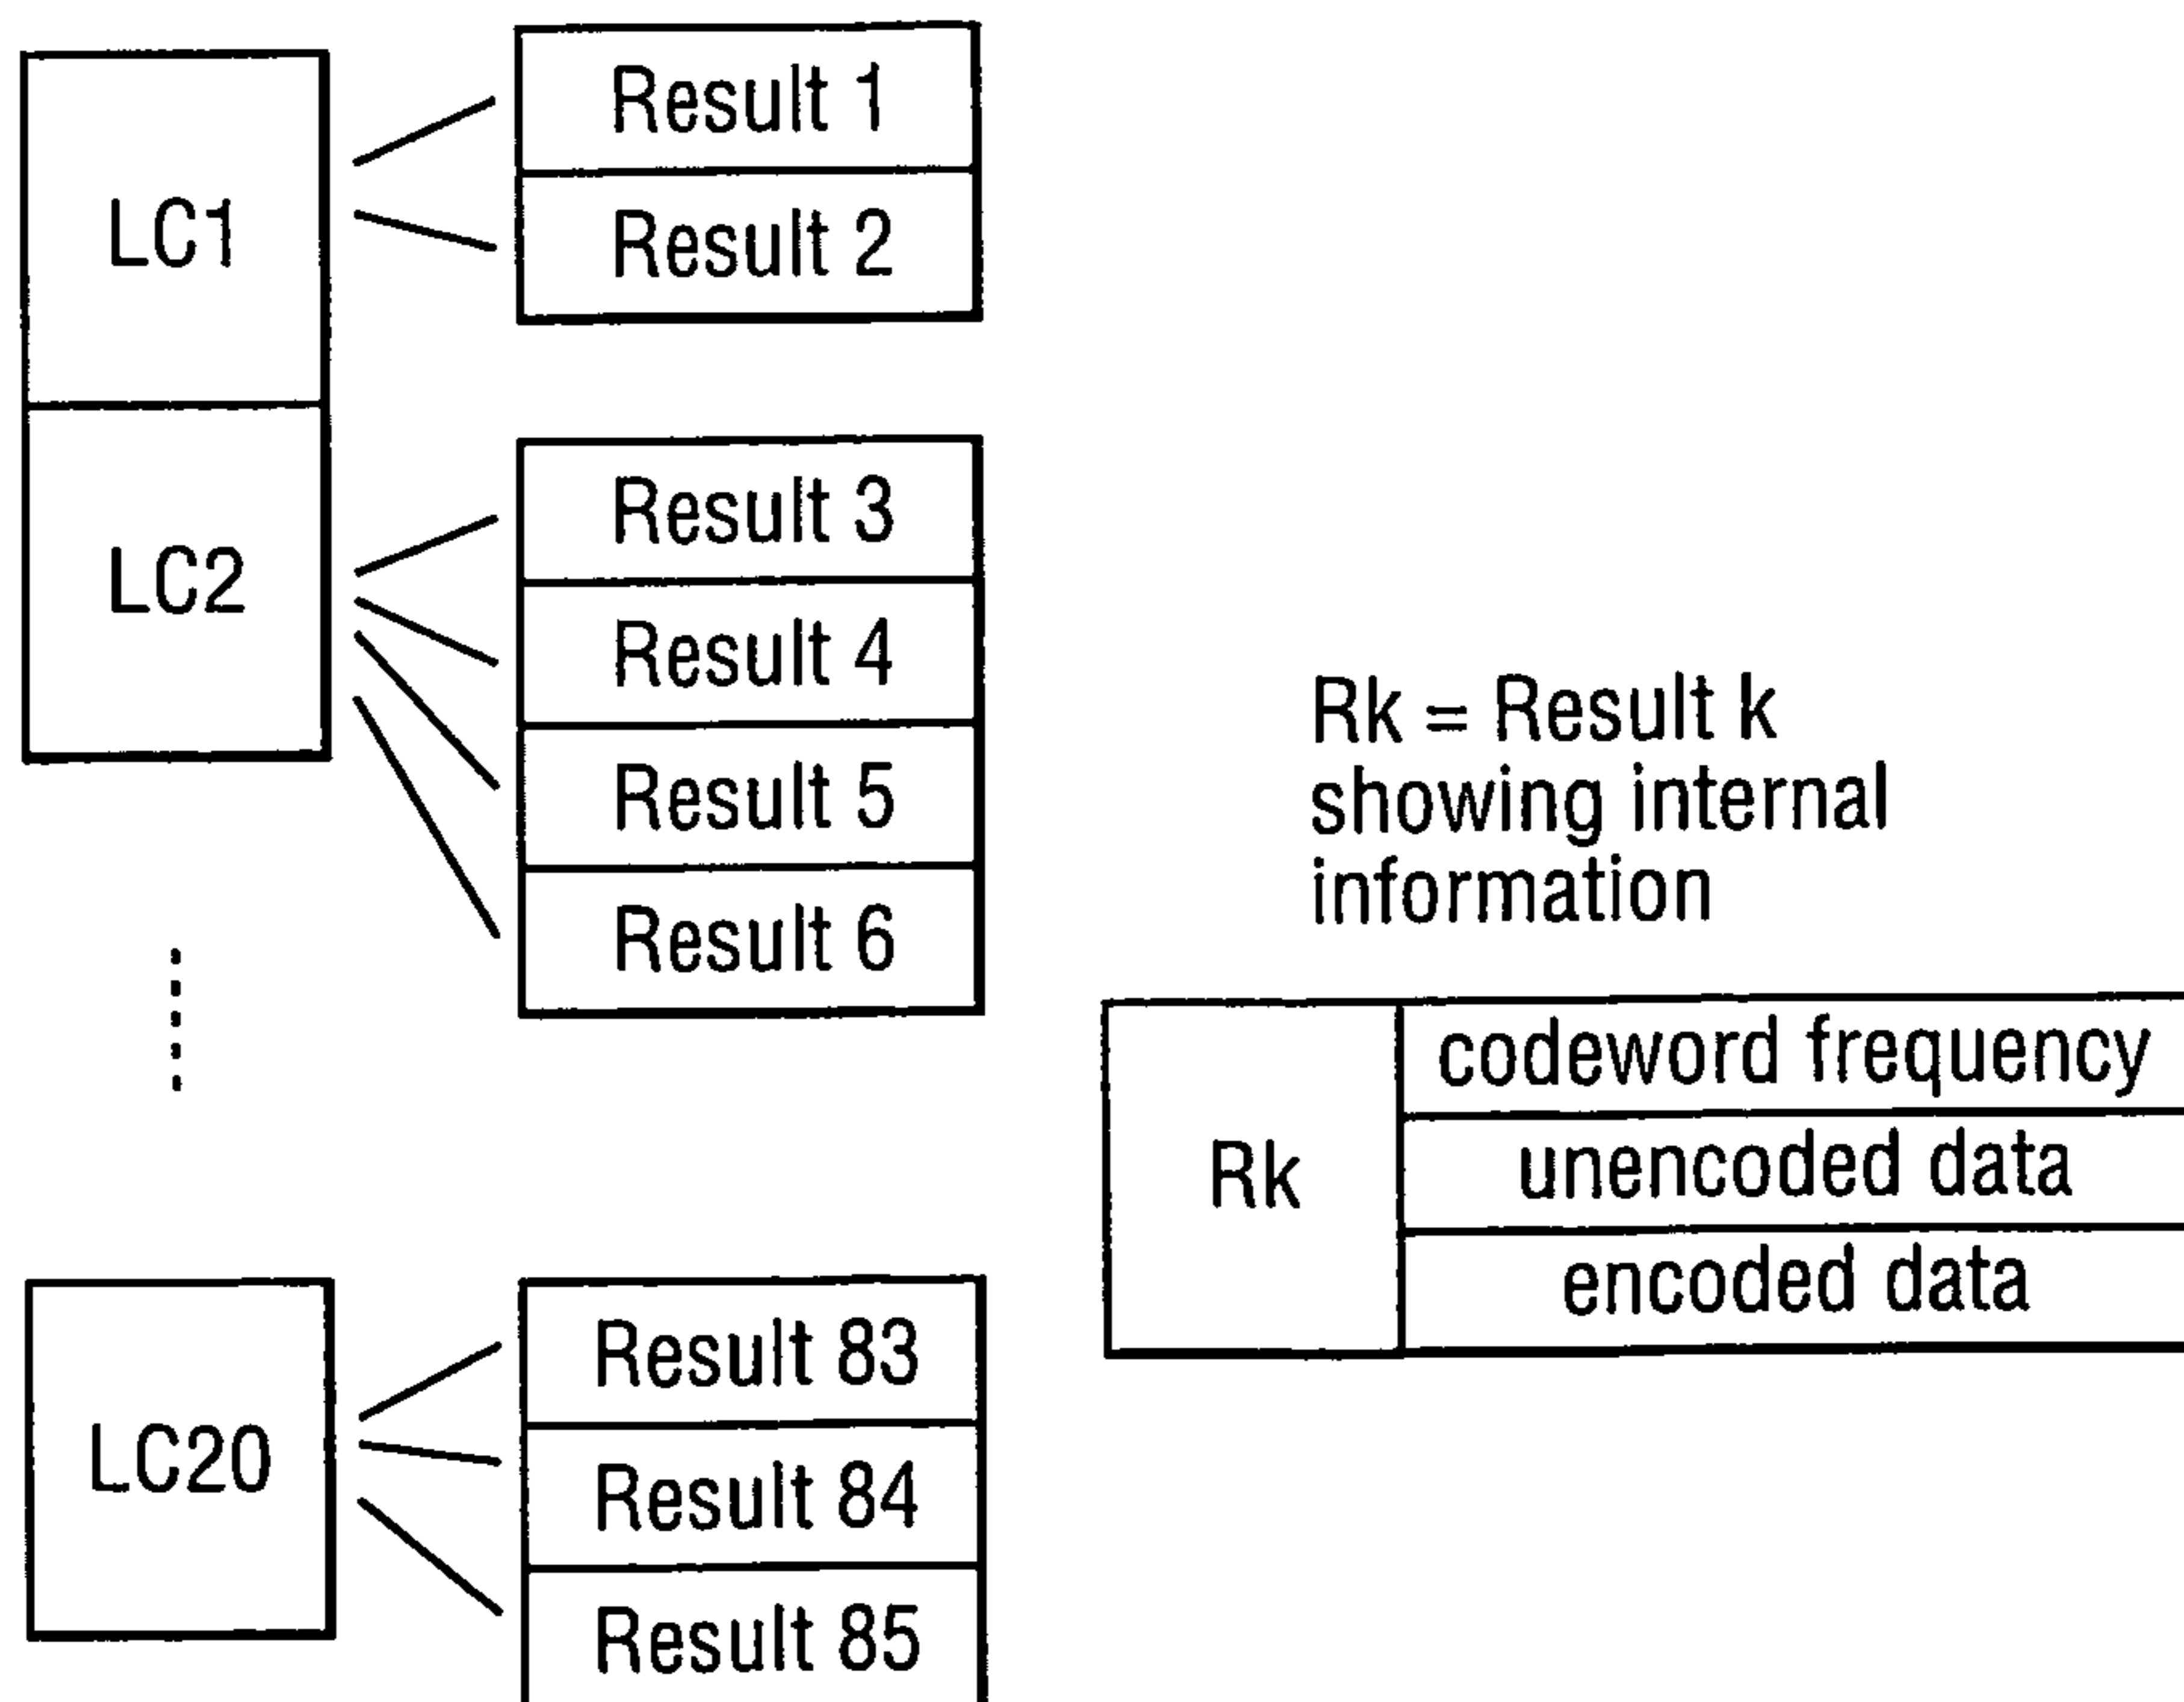 LC1
Result 1
Result 2
LC2
Result 3
Result 4
Result 5
Result 6
Rk = Result k
showing internal
information
Rk
codeword frequency
unencoded data
encoded data
LC20
Result 83
Result 84
Result 85